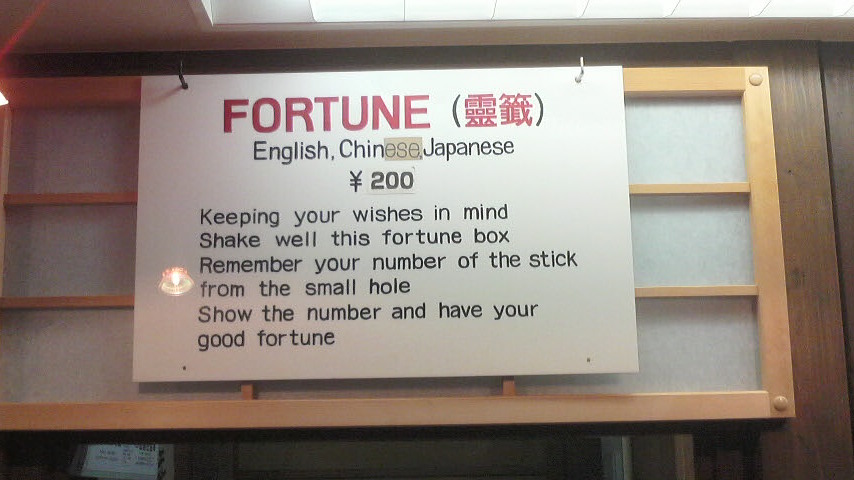 FORTUNE (靈籤)
English, Chinese, Japanese
¥ 200
Keeping your wishes in mind
Shake well this fortune box
Remember your number of the stick
from the small hole
Show the number and have your
good fortune